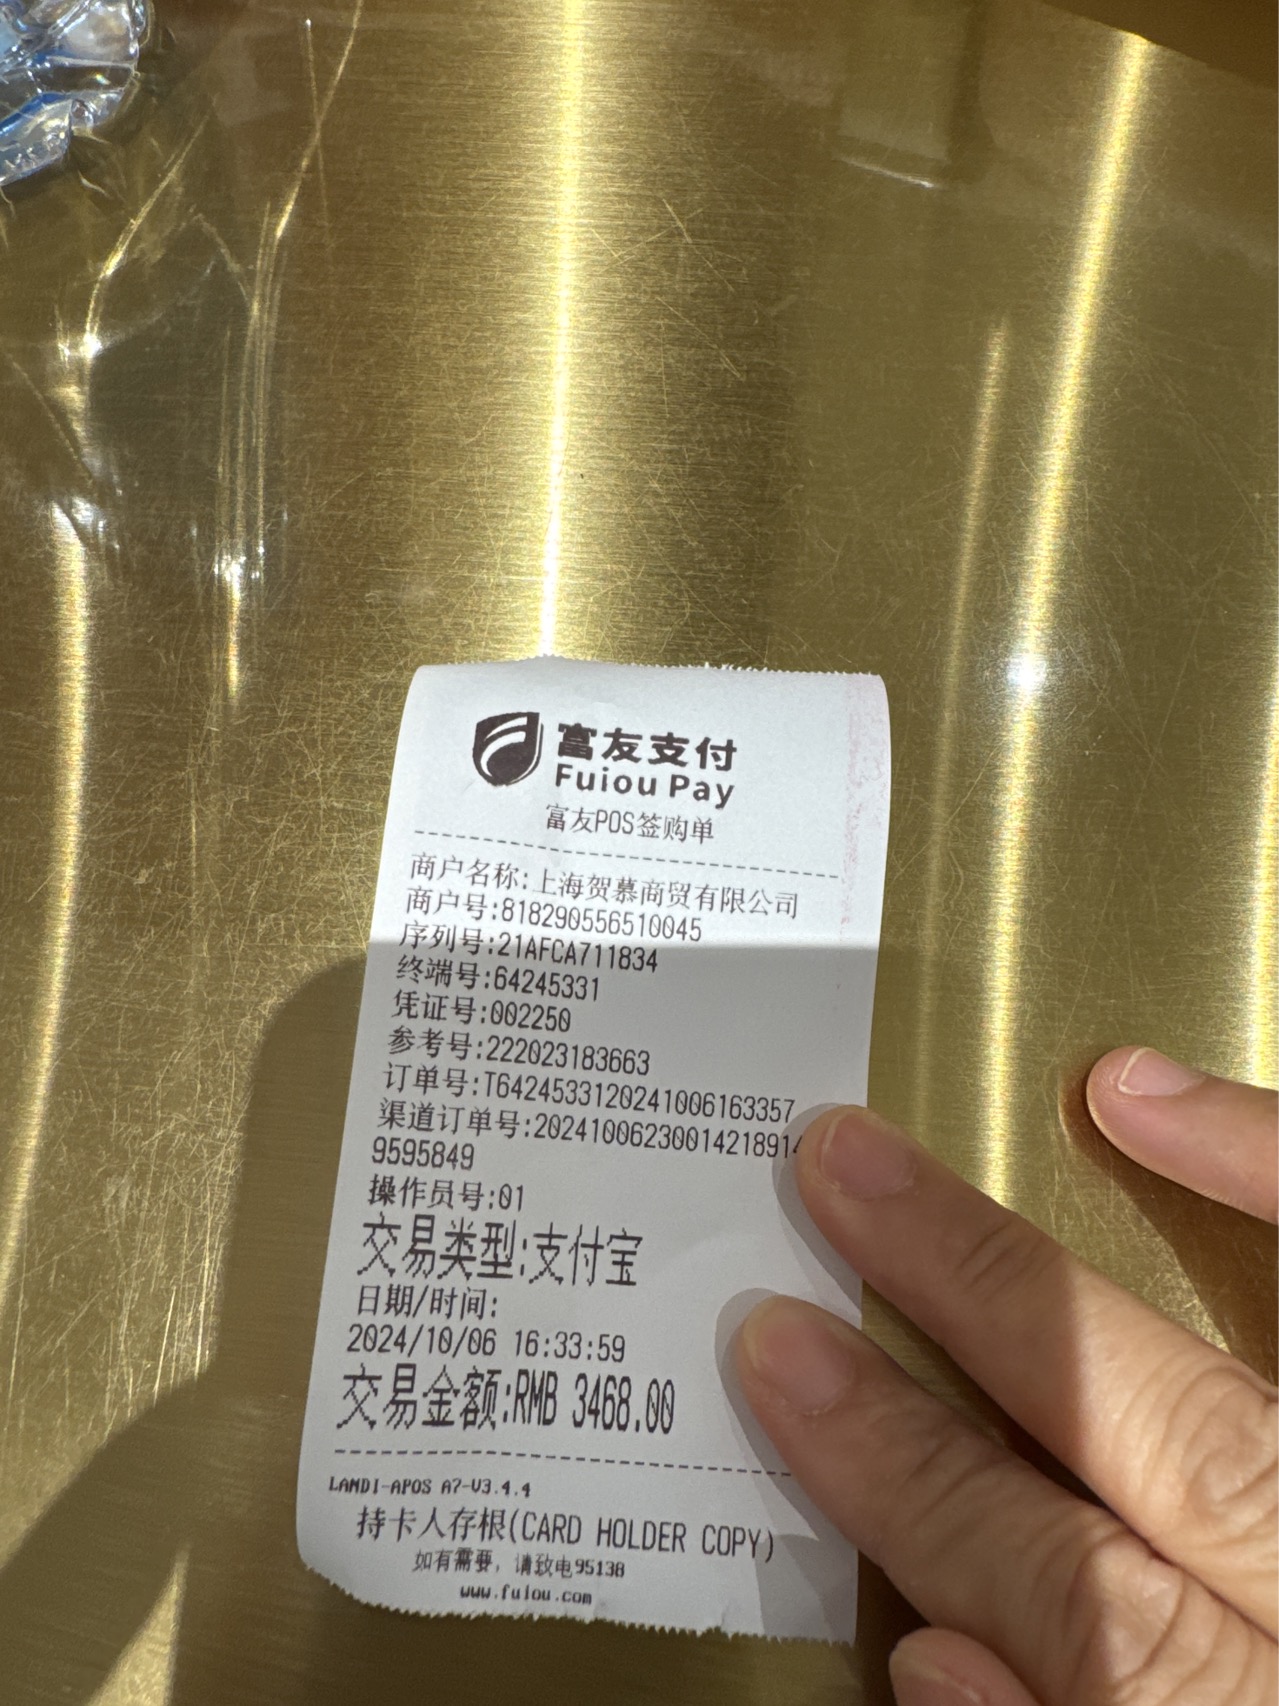 富友支付
Fuiou Pay
富友POS签购单
商户名称:上海贺慕商贸有限公司
商户号:818290556510045
序列号:21AFCA711834
终端号:64245331
凭证号:002250
参考号:222023183663
订单号:T6424533120241006163357
渠道订单号:20241006230014218914
9595849
操作员号:01
交易类型:支付宝
日期/时间:
2024/10/06 16:33:59
交易金额:RMB 3468.00
LANDI-APOS A7-V3.4.4
持卡人存根(CARD HOLDER COPY)
如有需要，请致电95138
www.fuiou.com